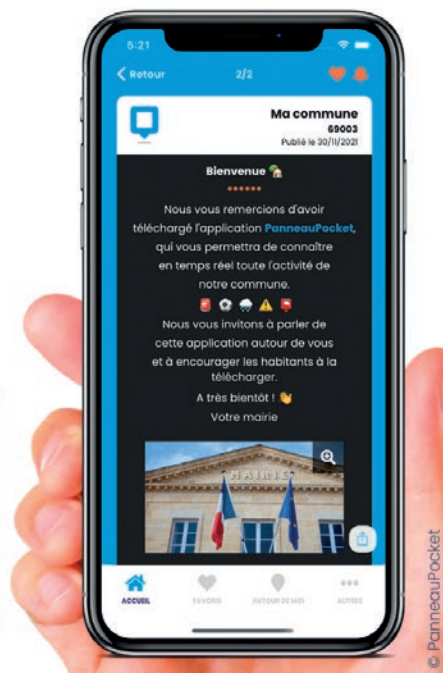 5:21
Retour
2/2
Ma commune
69003
Publié le 30/11/2021
Bienvenue
Nous vous remercions d'avoir
téléchargé l'application PanneauPocket,
qui vous permettra de connaître
en temps réel toute l'activité de
notre commune.
Nous vous invitons à parler de
cette application autour de vous
et à encourager les habitants à la
télécharger.
A très bientôt !
Votre mairie
MAIRIE
ACCUEIL
FAVORIS
AUTOUR DE MOI
AUTRES
© PanneauPocket